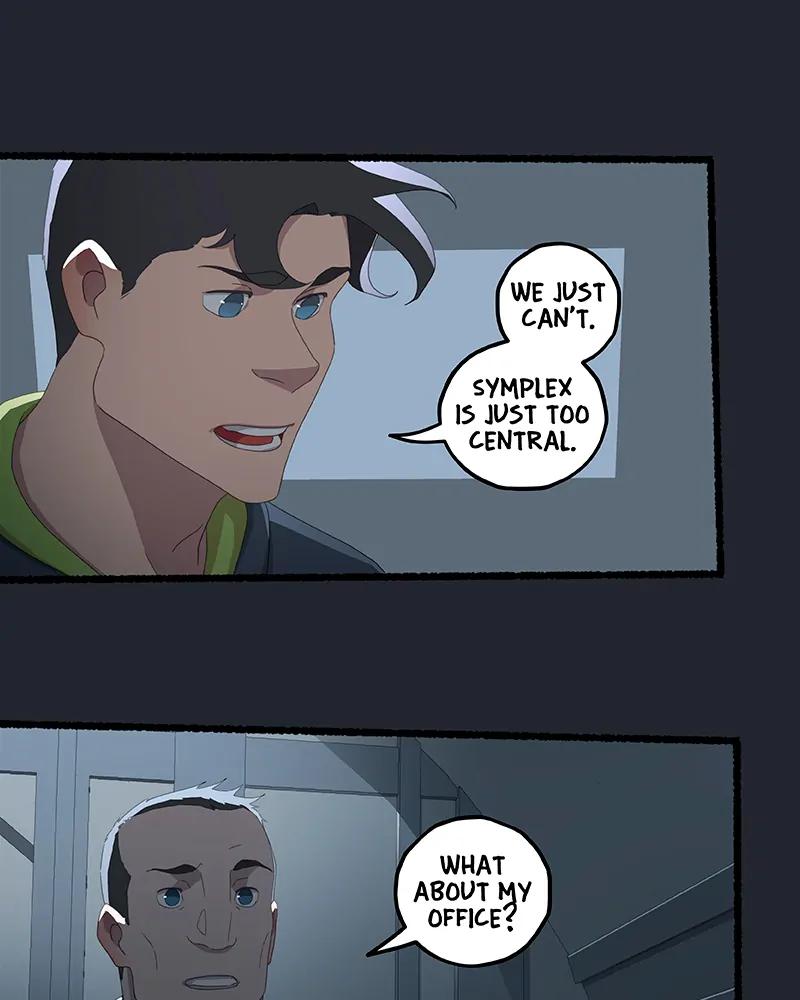 WE JUST
CAN'T.
SYMPLEX
IS JUST TOO
CENTRAL.
WHAT
ABOUT MY
OFFICE?